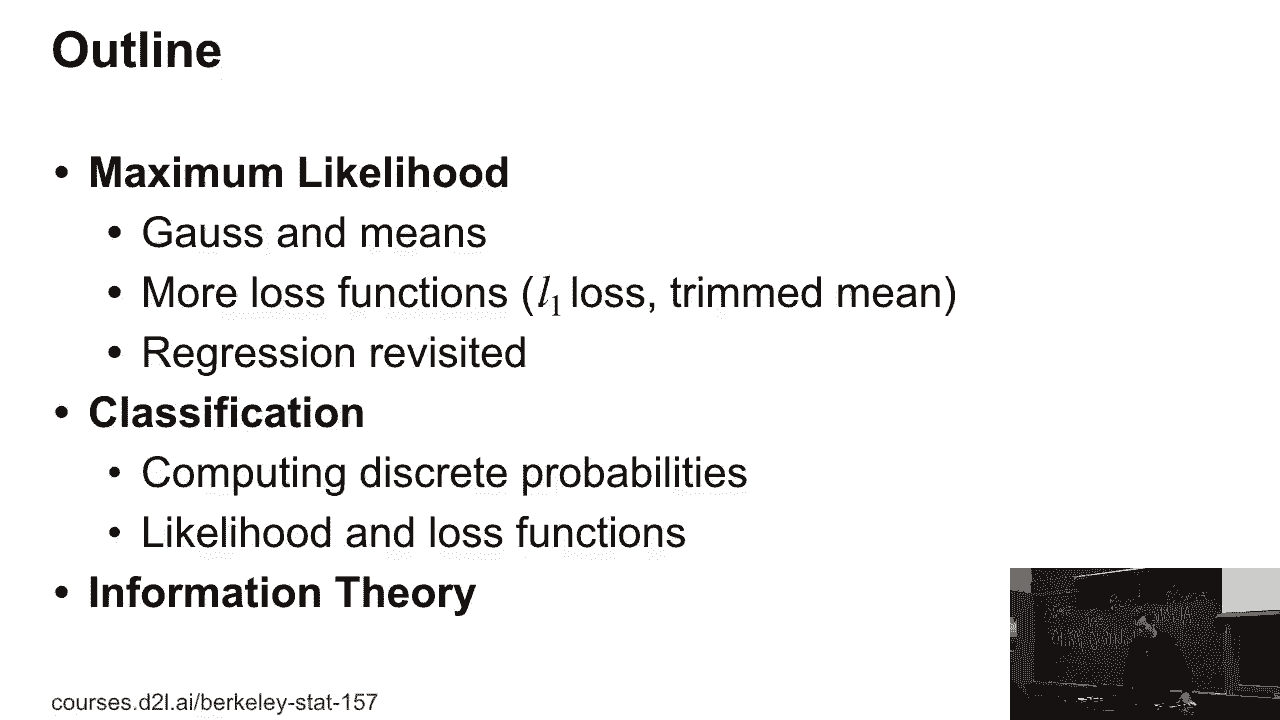 Outline
• Maximum Likelihood
• Gauss and means
• More loss functions (l₁ loss, trimmed mean)
• Regression revisited
• Classification
• Computing discrete probabilities
• Likelihood and loss functions
• Information Theory
courses.d2l.ai/berkeley-stat-157